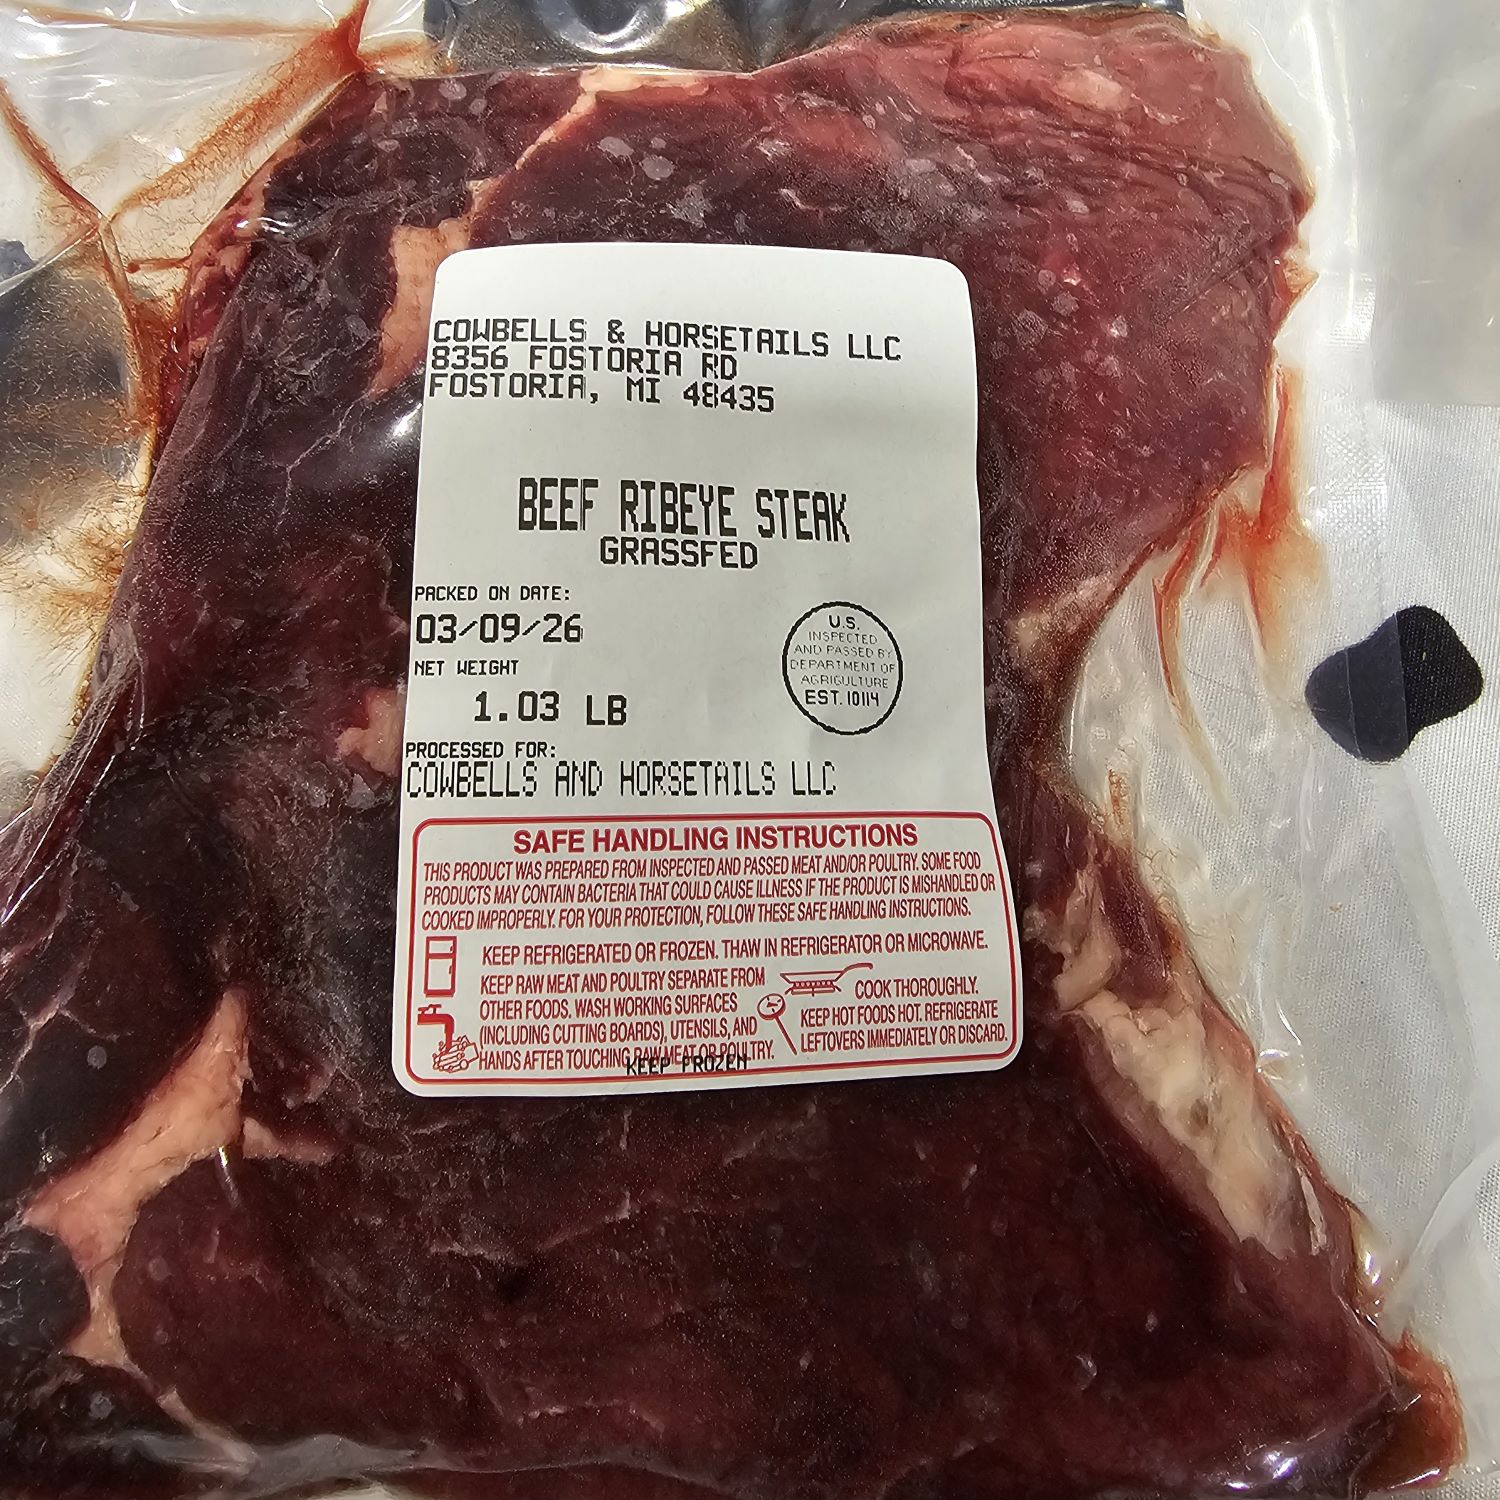 COWBELLS & HORSETAILS LLC
8356 FOSTORIA RD
FOSTORIA, MI 48435
BEEF RIBEYE STEAK
GRASSFED
PACKED ON DATE:
03/09/26
NET WEIGHT
1.03 LB
U.S.
INSPECTED
AND PASSED BY
DEPARTMENT OF
AGRICULTURE
EST. 10114
PROCESSED FOR:
COWBELLS AND HORSETAILS LLC
SAFE HANDLING INSTRUCTIONS
THIS PRODUCT WAS PREPARED FROM INSPECTED AND PASSED MEAT AND/OR POULTRY. SOME FOOD
PRODUCTS MAY CONTAIN BACTERIA THAT COULD CAUSE ILLNESS IF THE PRODUCT IS MISHANDLED OR
COOKED IMPROPERLY. FOR YOUR PROTECTION, FOLLOW THESE SAFE HANDLING INSTRUCTIONS.
KEEP REFRIGERATED OR FROZEN. THAW IN REFRIGERATOR OR MICROWAVE.
KEEP RAW MEAT AND POULTRY SEPARATE FROM
OTHER FOODS. WASH WORKING SURFACES
(INCLUDING CUTTING BOARDS), UTENSILS, AND
HANDS AFTER TOUCHING RAW MEAT OR POULTRY.
COOK THOROUGHLY.
KEEP HOT FOODS HOT. REFRIGERATE
LEFTOVERS IMMEDIATELY OR DISCARD.
KEEP FROZEN